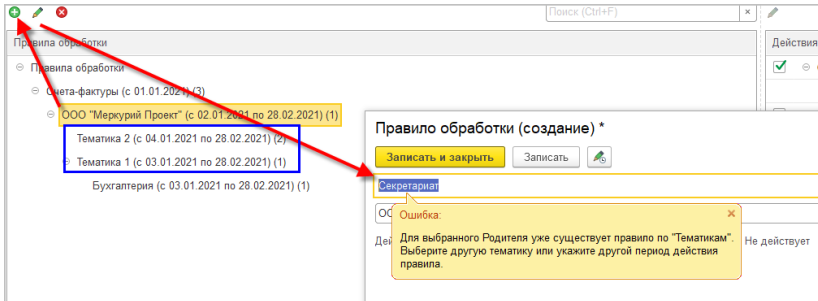 Поиск (Ctrl+F)
×
Правила обработки
Действия
Правила обработки
Счета-фактуры (с 01.01.2021) (3)
ООО "Меркурий Проект" (с 02.01.2021 по 28.02.2021) (1)
Тематика 2 (с 04.01.2021 по 28.02.2021) (2)
Тематика 1 (с 03.01.2021 по 28.02.2021) (1)
Бухгалтерия (с 03.01.2021 по 28.02.2021) (1)
Правило обработки (создание) *
Записать и закрыть
Записать
Секретариат
ОО
Ошибка:
Для выбранного Родителя уже существует правило по "Тематикам".
Выберите другую тематику или укажите другой период действия
правила.
Дей
Не действует